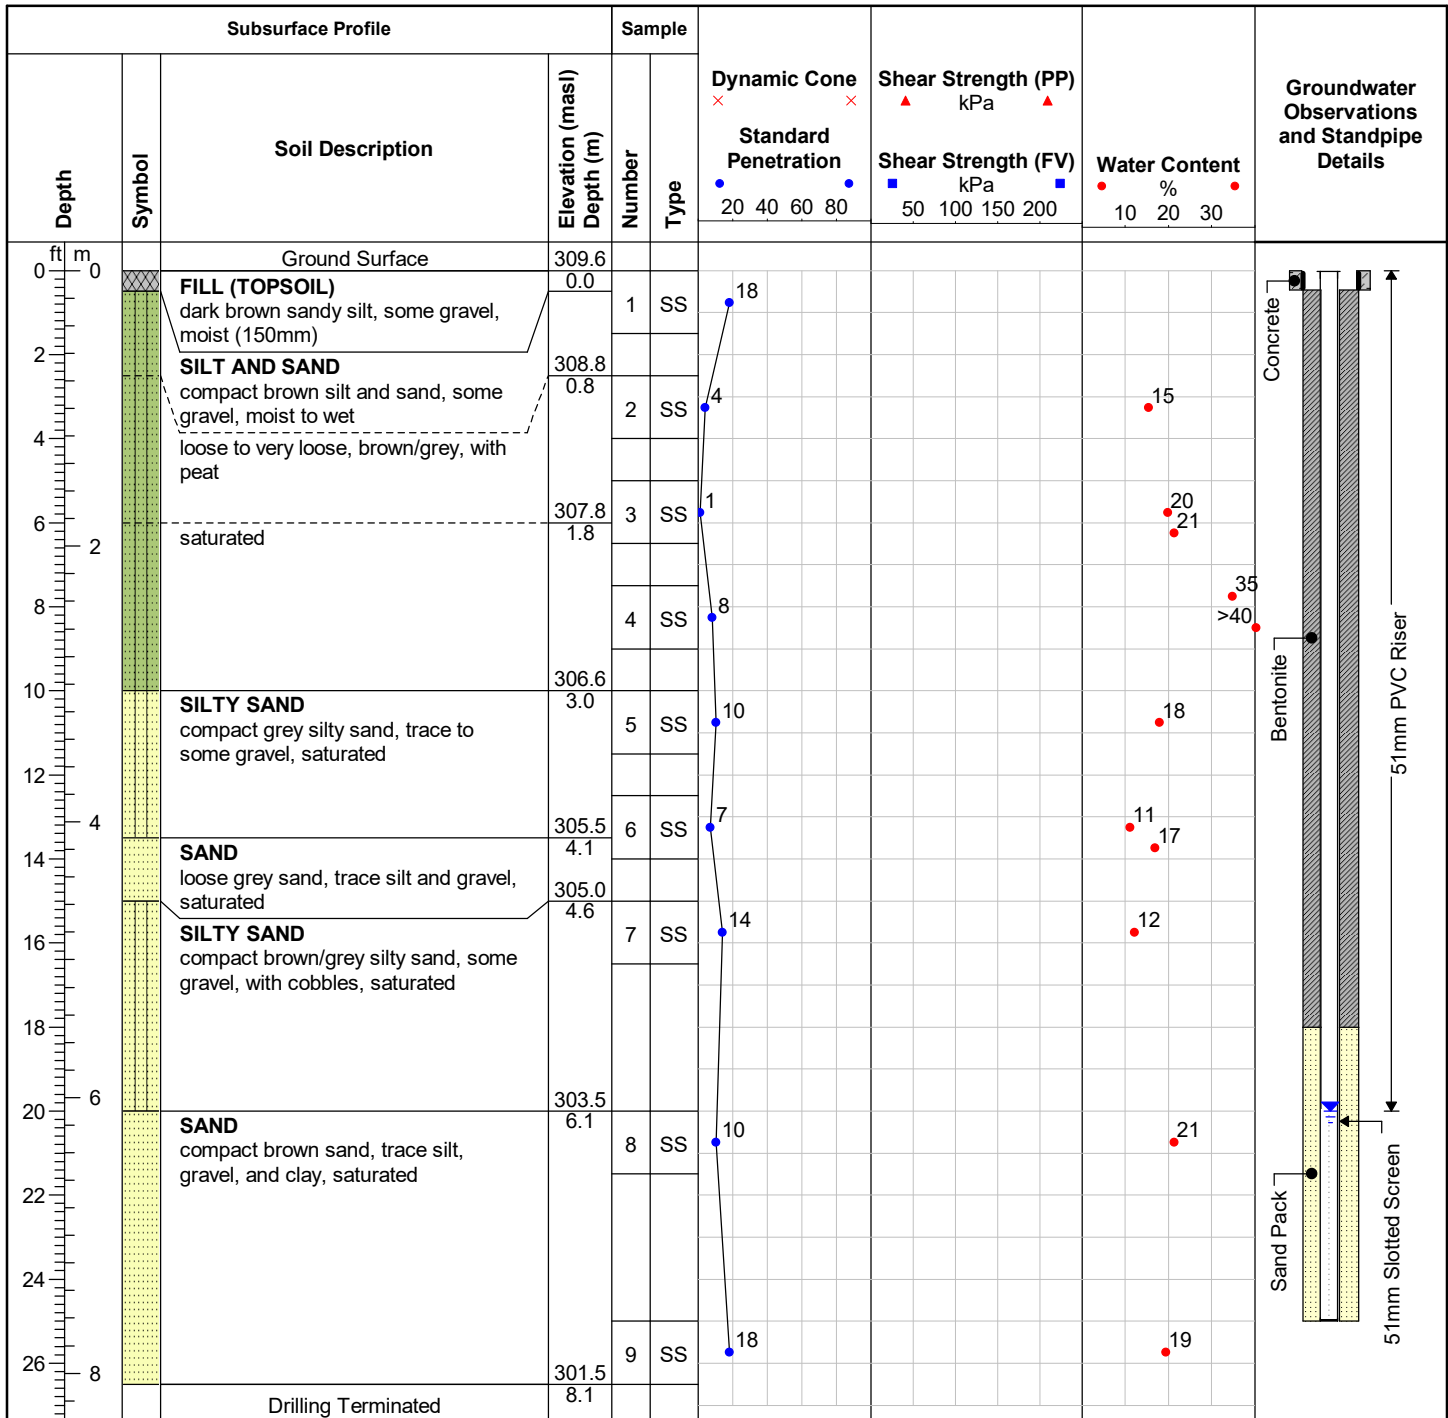 Subsurface Profile
Sample
Depth
Symbol
Soil Description
Elevation (masl)
Depth (m)
Number
Type
Dynamic Cone
Standard
Penetration
20 40 60 80
Shear Strength (PP)
kPa
Shear Strength (FV)
kPa
50 100 150 200
Water Content
%
10 20 30
Groundwater
Observations
and Standpipe
Details
ft m
Ground Surface 309.6
0 0
0.0
FILL (TOPSOIL)
dark brown sandy silt, some gravel,
moist (150mm)
1 SS 18
2
SILT AND SAND 308.8
0.8
compact brown silt and sand, some
gravel, moist to wet
2 SS 4 15
4
loose to very loose, brown/grey, with
peat
307.8
3 SS 1 20
6
1.8
saturated
21
2
35
8
4 SS 8 >40
306.6
10
3.0
SILTY SAND
compact grey silty sand, trace to
some gravel, saturated
5 SS 10 18
12
4
305.5
6 SS 7 11
4.1
17
14
SAND
loose grey sand, trace silt and gravel,
saturated
305.0
4.6
SILTY SAND
compact brown/grey silty sand, some
gravel, with cobbles, saturated
7 SS 14 12
16
18
6
303.5
20
6.1
SAND
compact brown sand, trace silt,
gravel, and clay, saturated
8 SS 10 21
22
24
9 SS 18 19
26
8
301.5
8.1
Drilling Terminated
Concrete
Bentonite
51mm PVC Riser
Sand Pack
51mm Slotted Screen